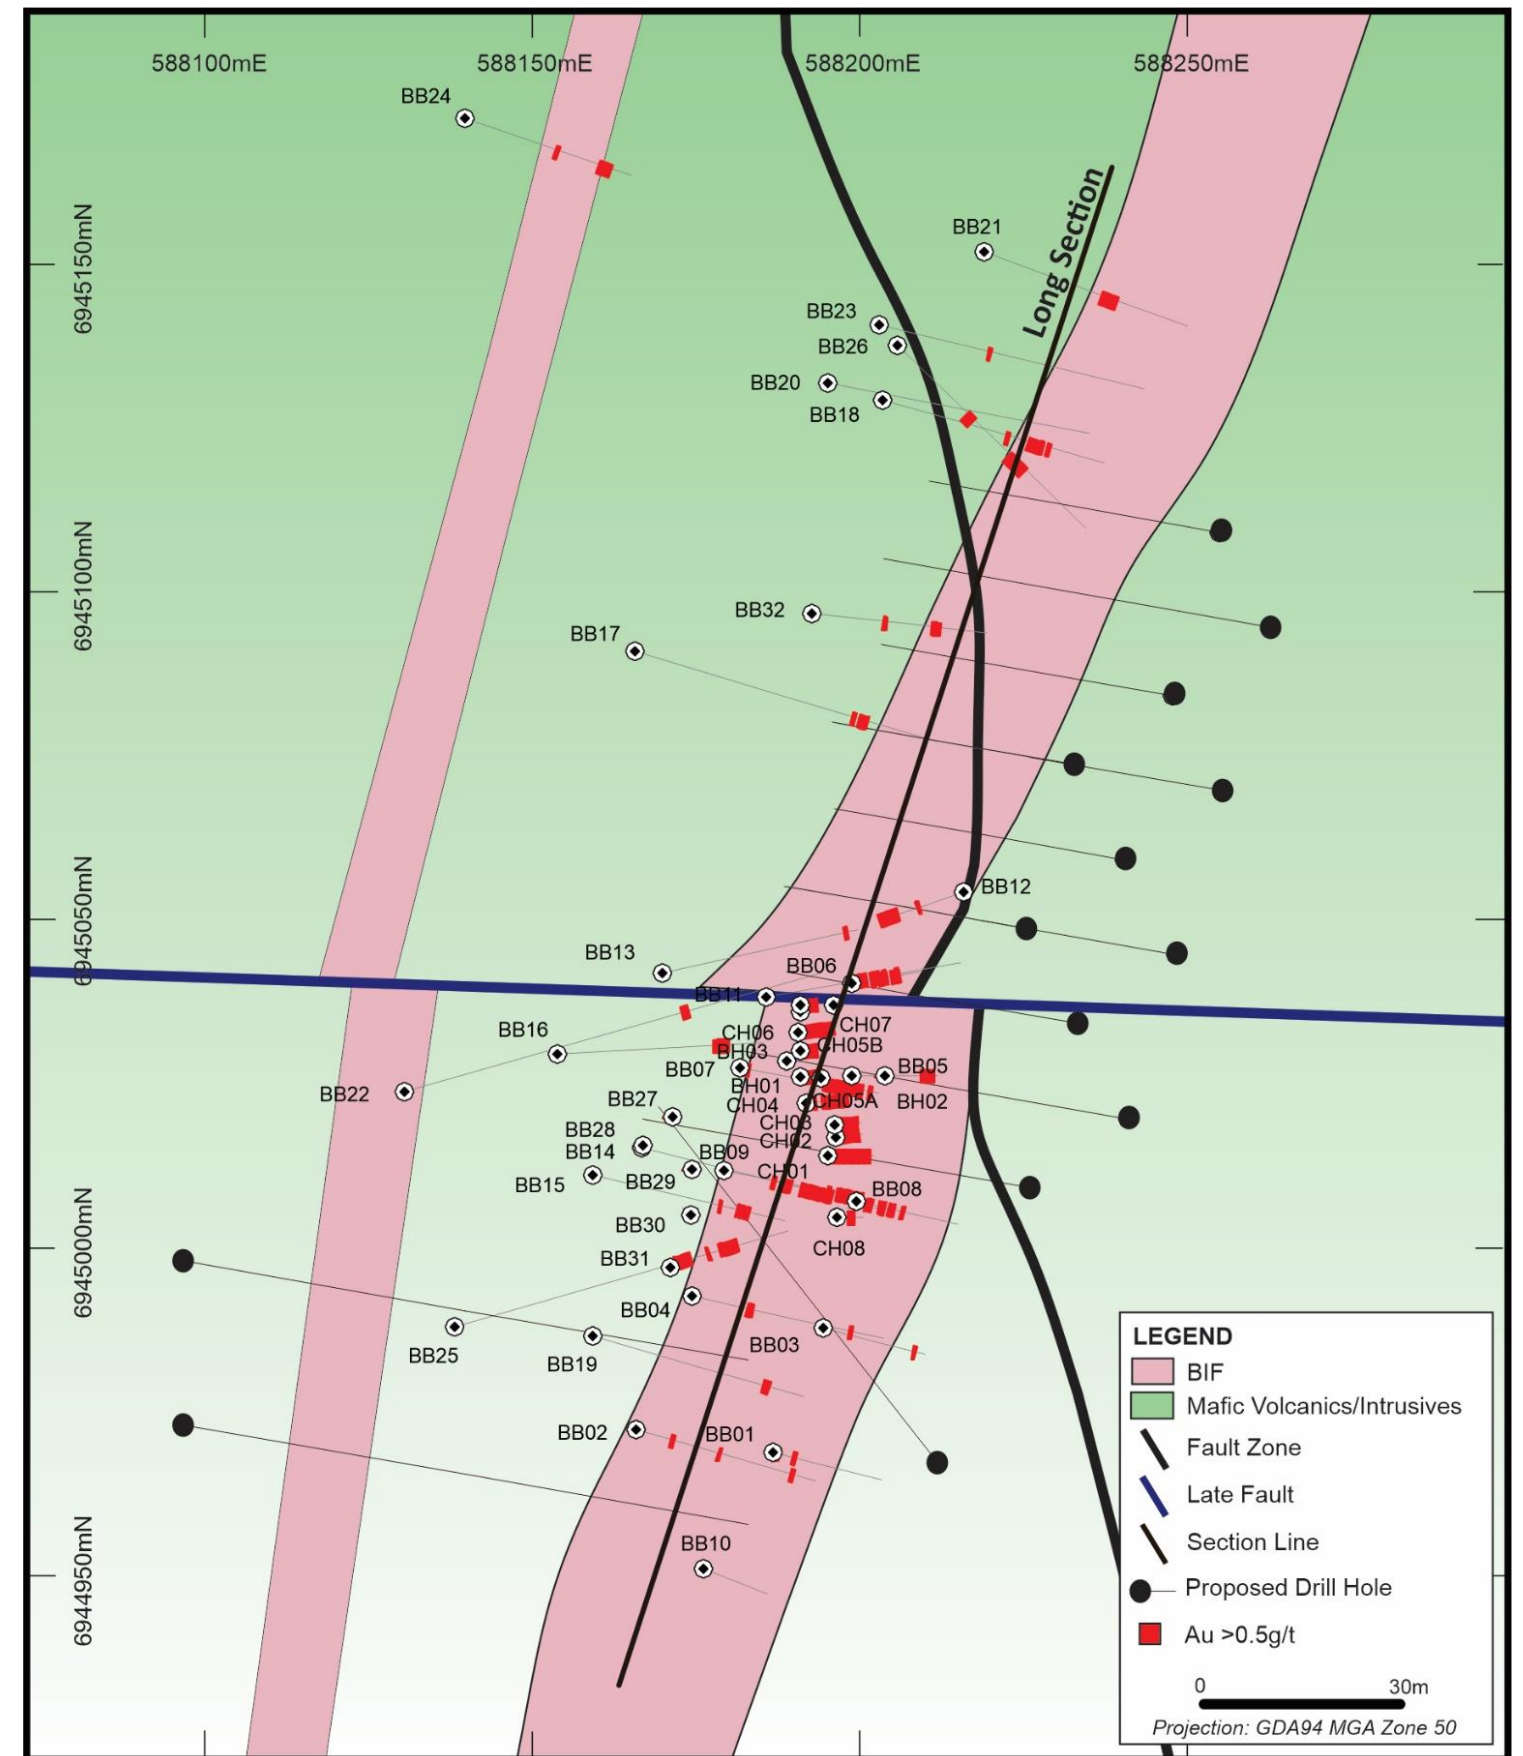 588100mE
588150mE
588200mE
588250mE
BB24
6945150mN
Long Section
BB21
BB23
BB26
BB20
BB18
6945100mN
BB32
BB17
6945050mN
BB12
BB13
BB06
BB11
BB16
CH06
CH07
BH03
CH05B
BB07
BB05
BB22
BH01
BB27
CH04
CH05A
BH02
CH03
BB28
CH02
BB14
BB09
CH01
BB15
BB29
BB08
6945000mN
BB30
CH08
BB31
BB04
BB03
BB25
BB19
BB02
BB01
BB10
6944950mN
LEGEND
BIF
Mafic Volcanics/Intrusives
Fault Zone
Late Fault
Section Line
Proposed Drill Hole
Au >0.5g/t
0 30m
Projection: GDA94 MGA Zone 50